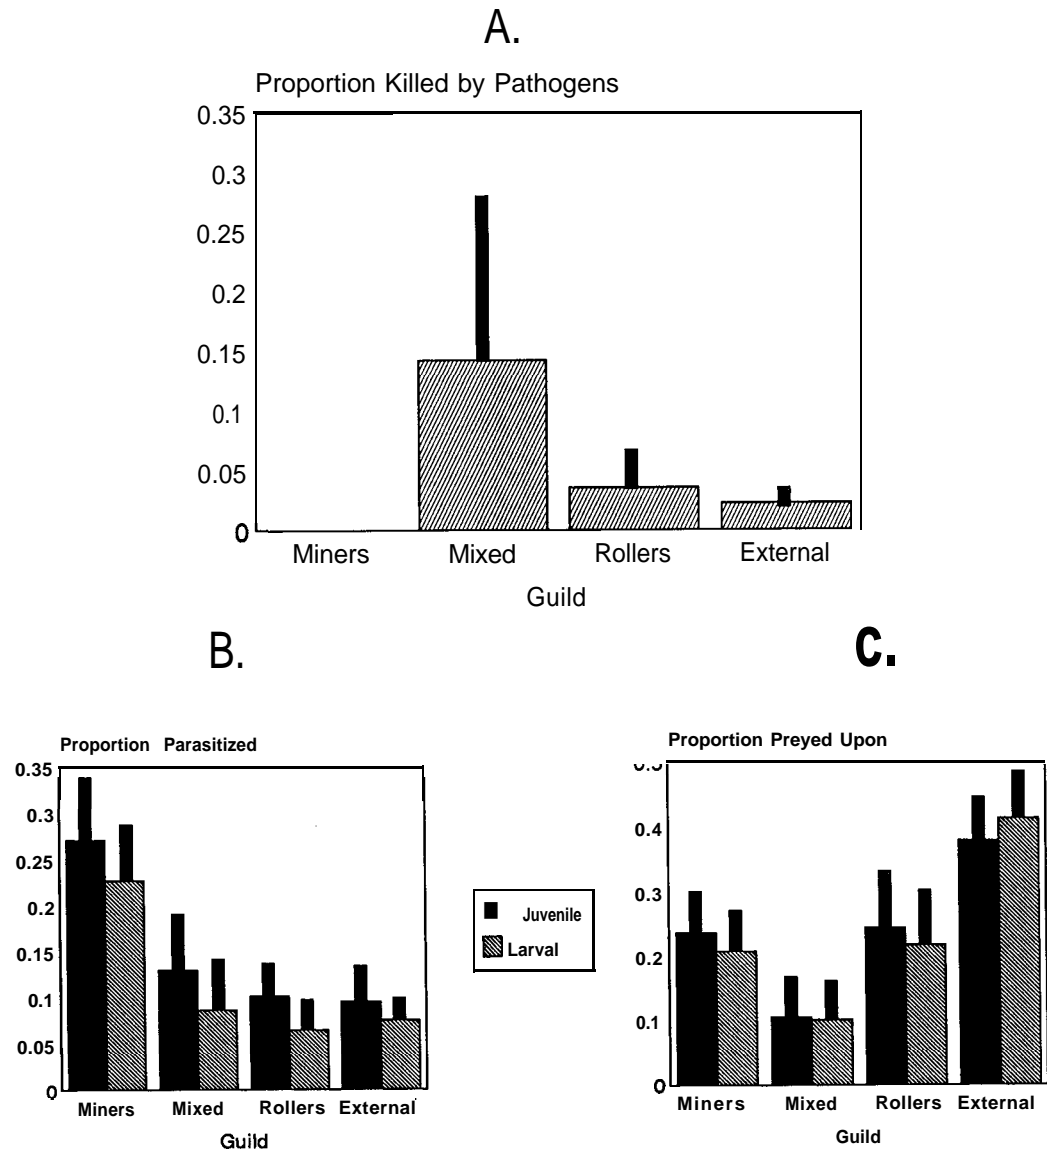 A.
Proportion Killed by Pathogens
0.35
0.3
0.25
0.2
0.15
0.1
0.05
0
Miners Mixed Rollers External
Guild
B.
Proportion Parasitized
0.35
0.3
0.25
0.2
0.15
0.1
0.05
0
Miners Mixed Rollers External
Guild
Juvenile
Larval
C.
Proportion Preyed Upon
0.4
0.3
0.2
0.1
0
Miners Mixed Rollers External
Guild